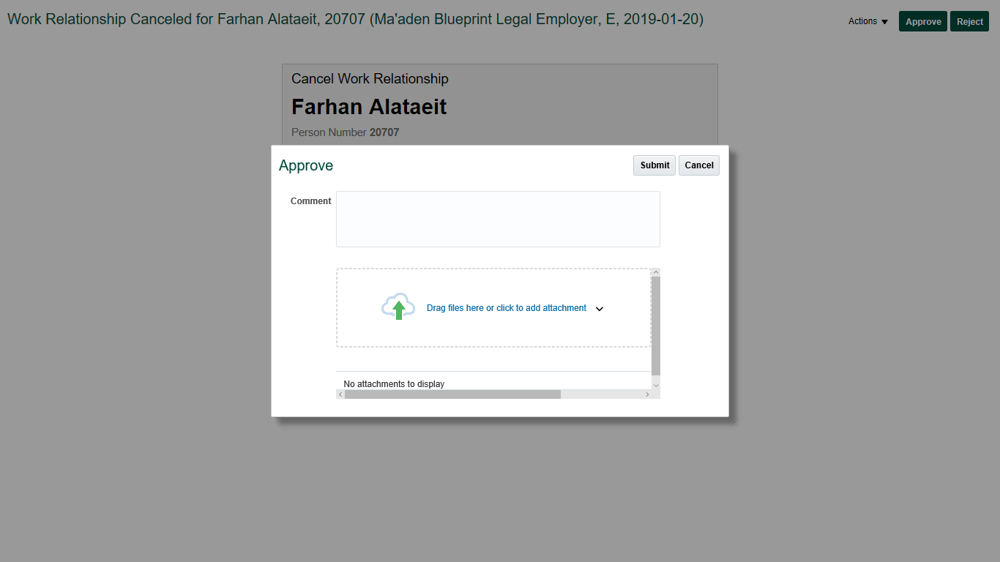 Work Relationship Canceled for Farhan Alataeit, 20707 (Ma'aden Blueprint Legal Employer, E, 2019-01-20)
Actions
Approve
Reject
Cancel Work Relationship
Farhan Alataeit
Person Number 20707
Approve
Submit
Cancel
Comment
Drag files here or click to add attachment
No attachments to display